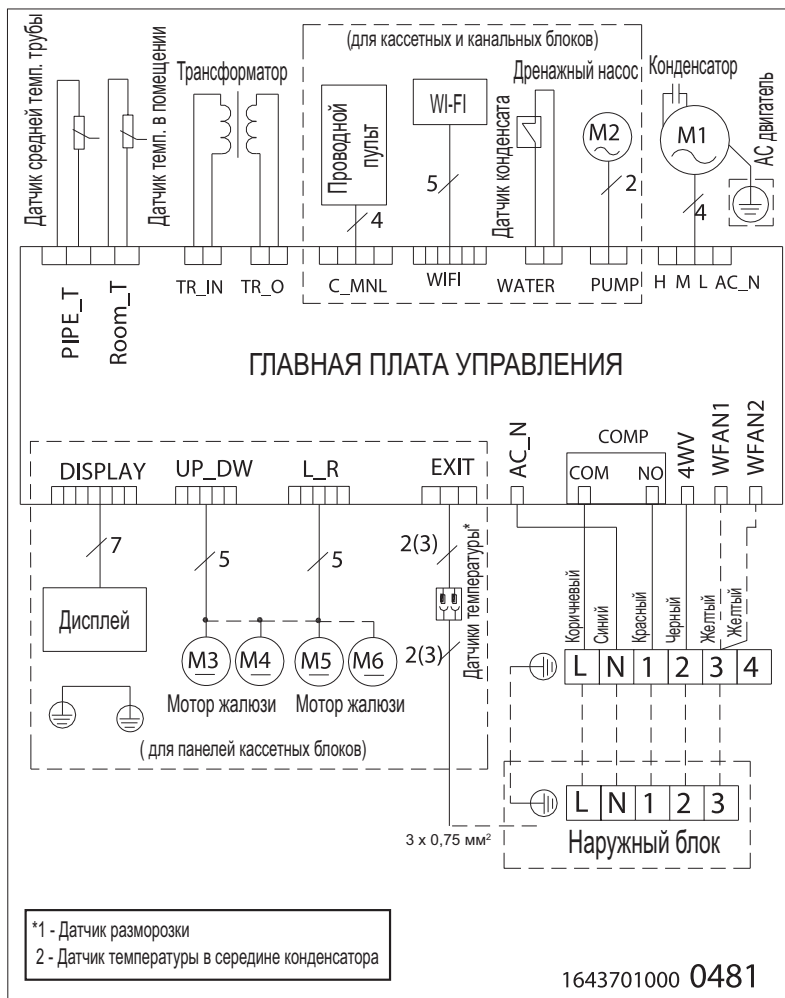 (для кассетных и канальных блоков)
Датчик средней темп. трубы
Датчик темп. в помещении
Трансформатор
Проводной
пульт
WI-FI
Датчик конденсата
Дренажный насос
M2
Конденсатор
M1
AC двигатель
4
5
2
4
PIPE_T
Room_T
TR_IN
TR_O
C_MNL
WIFI
WATER
PUMP
H M L AC_N
ГЛАВНАЯ ПЛАТА УПРАВЛЕНИЯ
DISPLAY
UP_DW
L_R
EXIT
AC_N
COMP
COM
NO
4WV
WFAN1
WFAN2
7
5
5
2(3)
2(3)
Датчики температуры*
Дисплей
M3
M4
M5
M6
Мотор жалюзи
Мотор жалюзи
( для панелей кассетных блоков)
Коричневый
Синий
Красный
Черный
Желтый
Желтый
L N 1 2 3 4
L N 1 2 3
Наружный блок
3 x 0,75 мм²
*1 - Датчик разморозки
2 - Датчик температуры в середине конденсатора
1643701000 0481